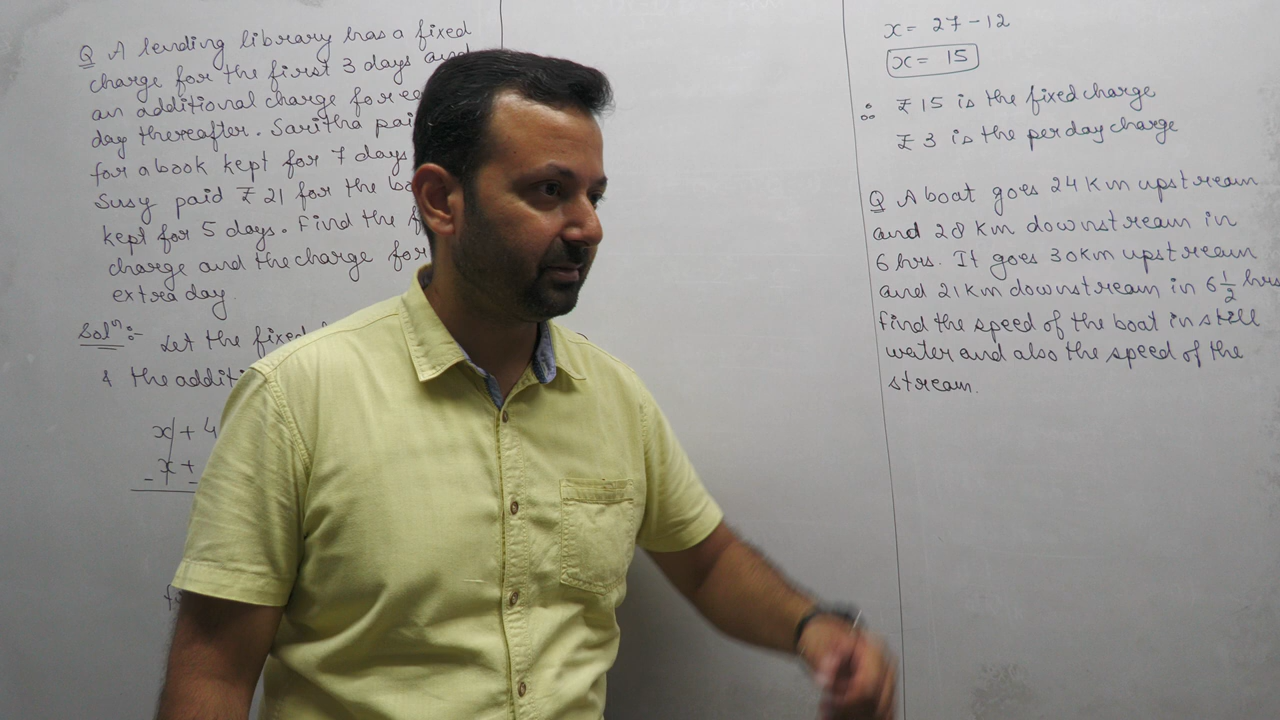 Q A lending library has a fixed
charge for the first 3 days and
an additional charge for
day thereafter. Saritha
for a book kept for 7 days
Susy paid ₹ 21 for the
kept for 5 days. Find the
charge and the charge for
extra day.
Solⁿ:- Let the fixed
& the
x + 4
- x +
x = 27 - 12
x = 15
∴ ₹ 15 is the fixed charge
₹ 3 is the per day charge
Q A boat goes 24 Km upstream
and 28 Km downstream in
6 hrs. It goes 30 Km upstream
and 21 Km downstream in 6 1/2 hrs
Find the speed of the boat in still
water and also the speed of the
stream.